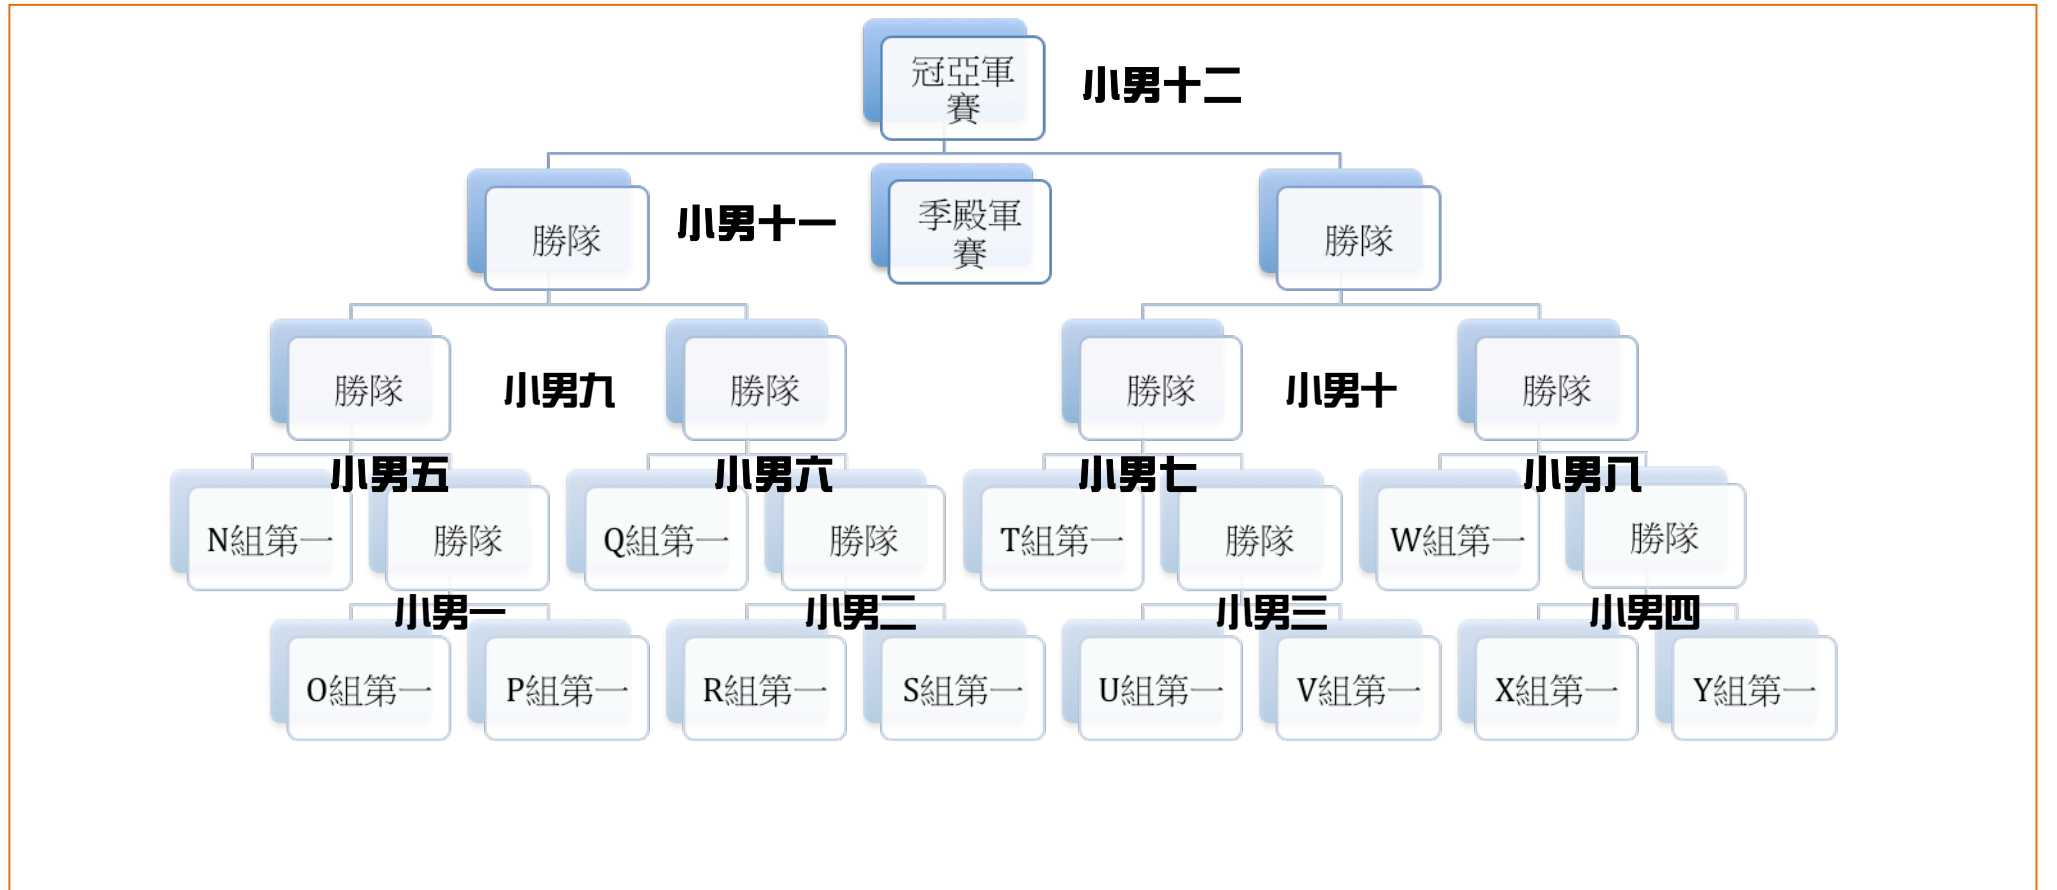 冠亞軍
賽
小男十二
勝隊
小男十一
季殿軍
賽
勝隊
勝隊
小男九
勝隊
勝隊
小男十
勝隊
小男五
小男六
小男七
小男八
N組第一
勝隊
Q組第一
勝隊
T組第一
勝隊
W組第一
勝隊
小男一
小男二
小男三
小男四
O組第一
P組第一
R組第一
S組第一
U組第一
V組第一
X組第一
Y組第一